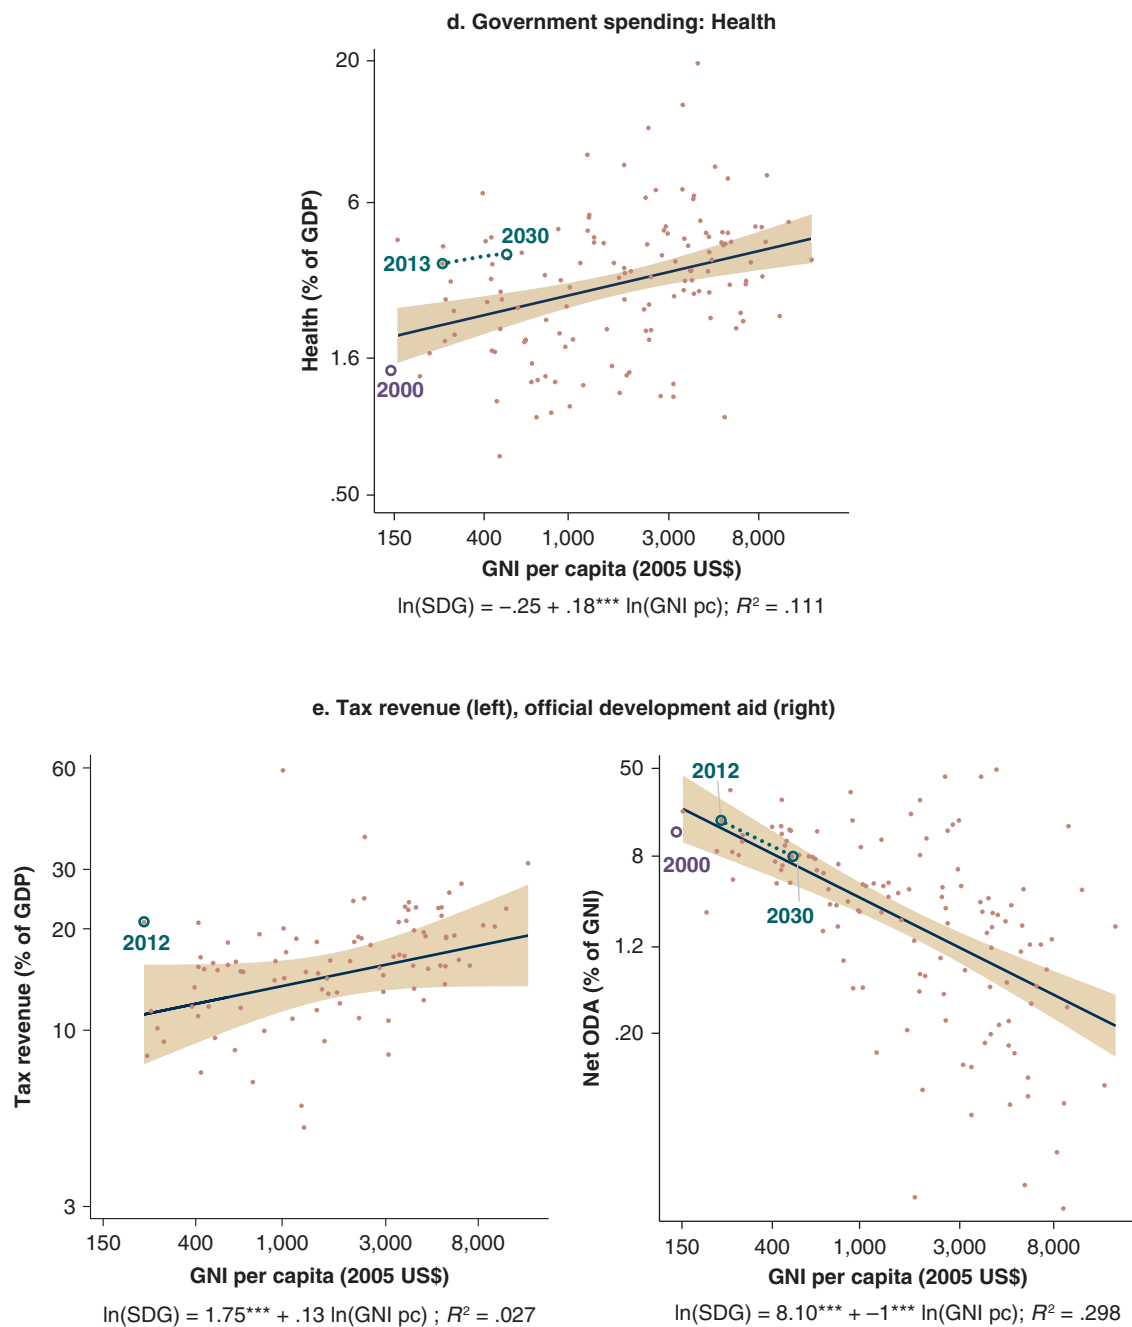 d. Government spending: Health
20
6
1.6
.50
Health (% of GDP)
2013
2030
2000
150 400 1,000 3,000 8,000
GNI per capita (2005 US$)
ln(SDG) = −.25 + .18*** ln(GNI pc); R² = .111
e. Tax revenue (left), official development aid (right)
60
30
20
10
3
Tax revenue (% of GDP)
2012
150 400 1,000 3,000 8,000
GNI per capita (2005 US$)
ln(SDG) = 1.75*** + .13 ln(GNI pc) ; R² = .027
50
8
1.2
.20
Net ODA (% of GNI)
2012
2000
2030
150 400 1,000 3,000 8,000
GNI per capita (2005 US$)
ln(SDG) = 8.10*** + −1*** ln(GNI pc); R² = .298